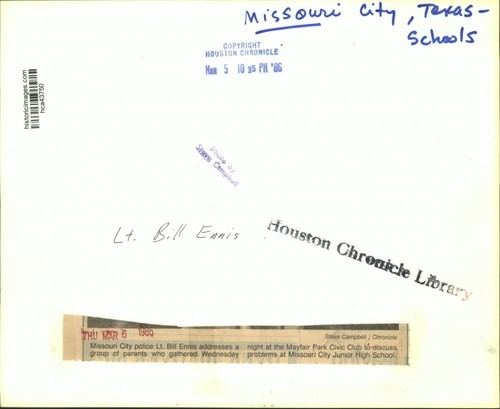 Missouri City, Texas-
Schools
COPYRIGHT
HOUSTON CHRONICLE
MAR 5 10 35 PM '86
historicimages.com
hca43750
Photo by
Steve Campbell
Lt. Bill Ennis
Houston Chronicle Library
THU MAR 6 1986
Steve Campbell / Chronicle
Missouri City police Lt. Bill Ennis addresses a
group of parents who gathered Wednesday
night at the Mayfair Park Civic Club to discuss
problems at Missouri City Junior High School.